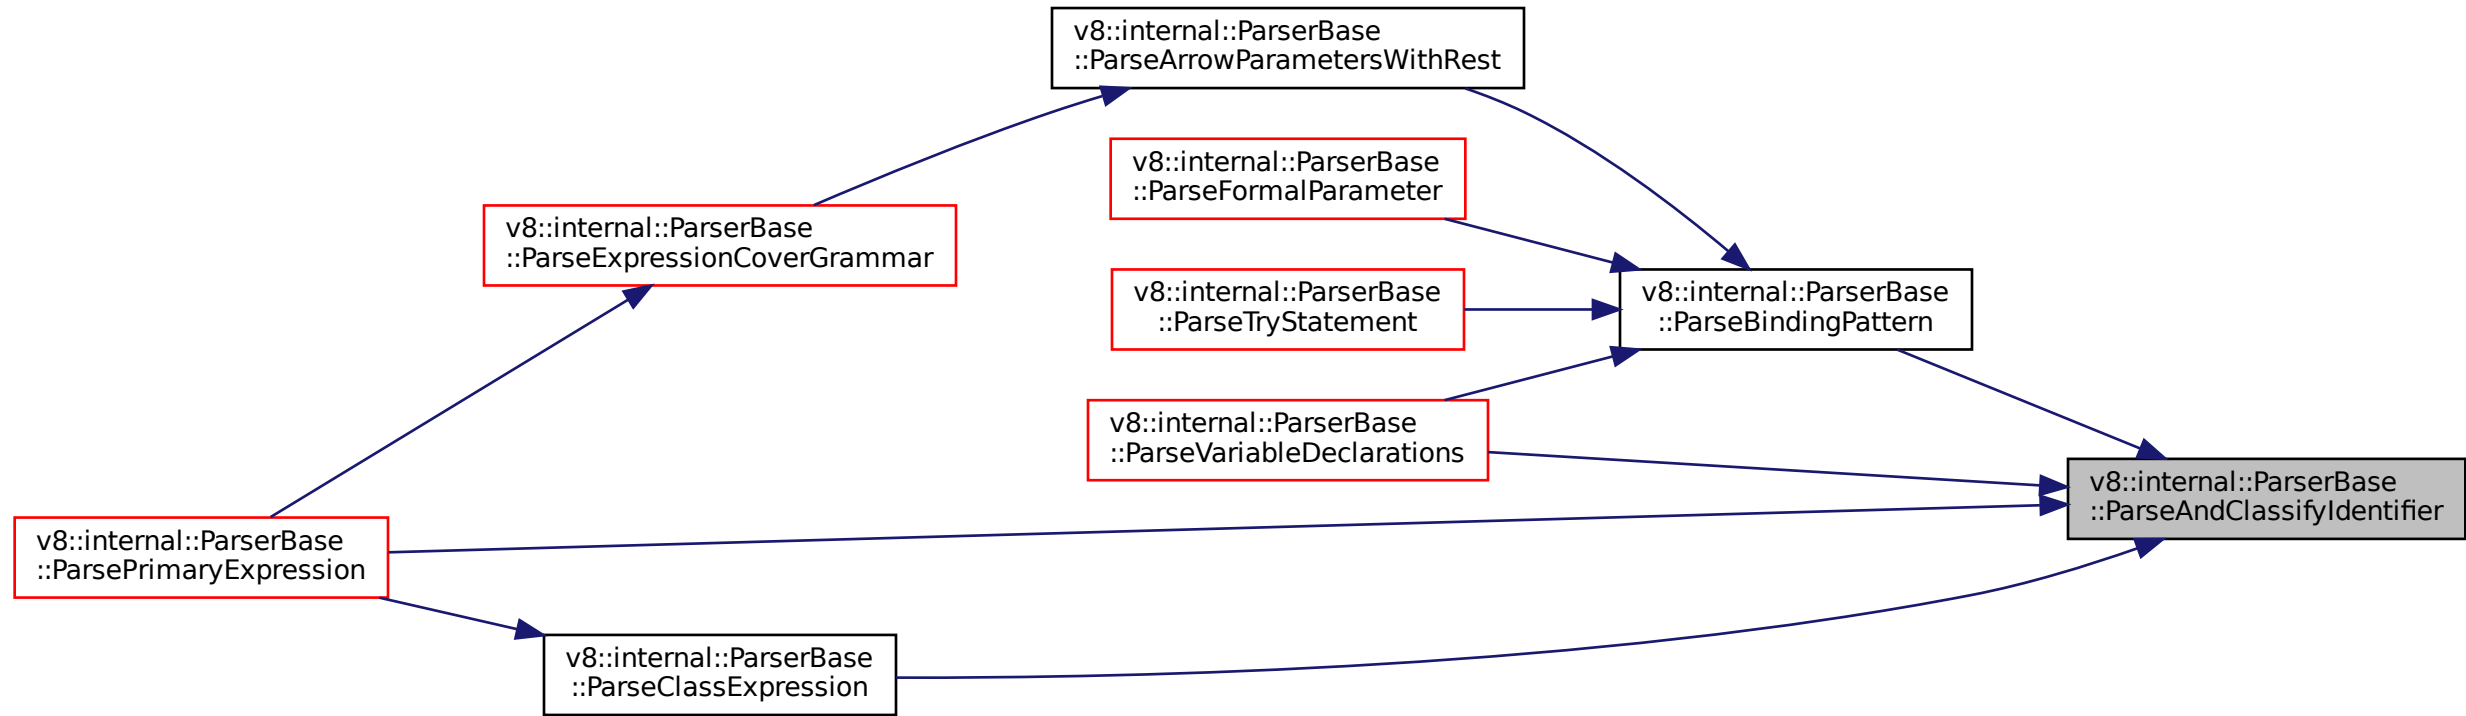 v8::internal::ParserBase
::ParseArrowParametersWithRest
v8::internal::ParserBase
::ParseFormalParameter
v8::internal::ParserBase
::ParseExpressionCoverGrammar
v8::internal::ParserBase
::ParseTryStatement
v8::internal::ParserBase
::ParseBindingPattern
v8::internal::ParserBase
::ParseVariableDeclarations
v8::internal::ParserBase
::ParseAndClassifyIdentifier
v8::internal::ParserBase
::ParsePrimaryExpression
v8::internal::ParserBase
::ParseClassExpression